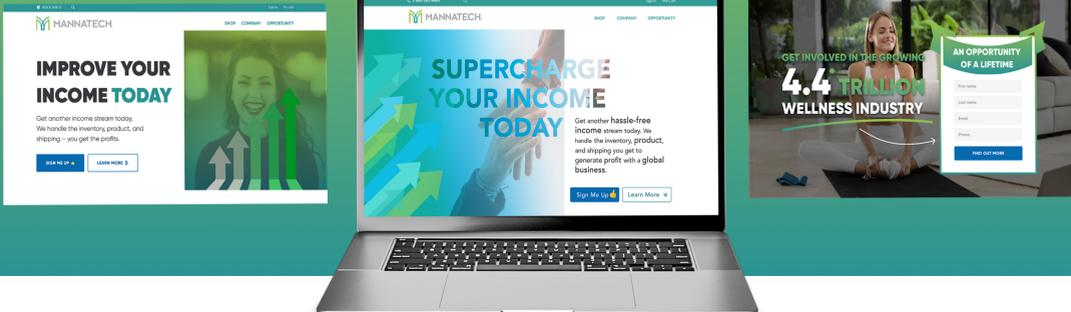 MANNATECH.
SHOP COMPANY OPPORTUNITY
IMPROVE YOUR
INCOME TODAY
Get another income stream today.
We handle the inventory, product, and
shipping – you get the profits.
SIGN ME UP
LEARN MORE
MANNATECH.
SHOP COMPANY OPPORTUNITY
SUPERCHARGE
YOUR INCOME
TODAY
Get another hassle-free
income stream today. We
handle the inventory, product,
and shipping you get to
generate profit with a global
business.
Sign Me Up
Learn More
GET INVOLVED IN THE GROWING
4.4 TRILLION
WELLNESS INDUSTRY
AN OPPORTUNITY
OF A LIFETIME
First name
Last name
Email
Phone
FIND OUT MORE